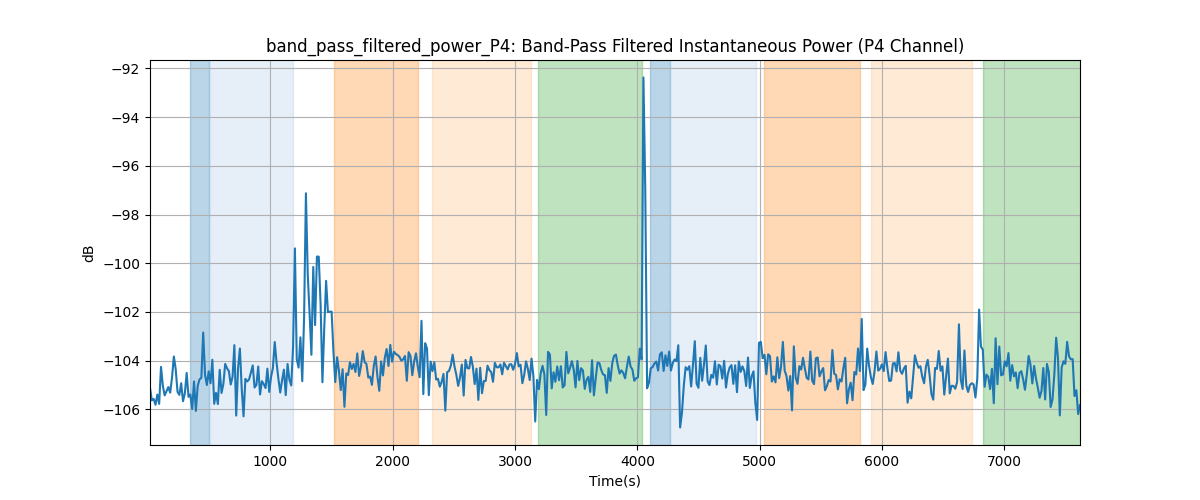 band_pass_filtered_power_P4: Band-Pass Filtered Instantaneous Power (P4 Channel)
−92
−94
−96
−98
−100
−102
−104
−106
dB
1000 2000 3000 4000 5000 6000 7000
Time(s)